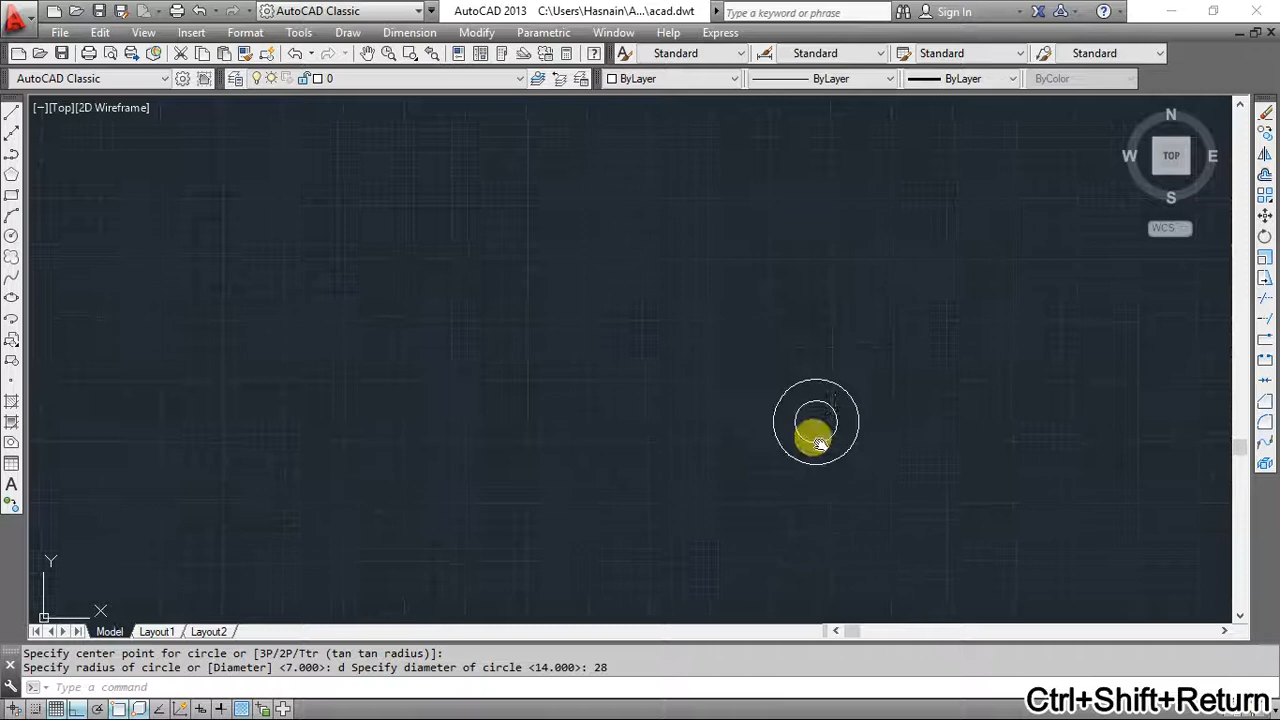 AutoCAD Classic
AutoCAD 2013 C:\Users\Hasnain\A...\acad.dwt
Type a keyword or phrase
Sign In
File Edit View Insert Format Tools Draw Dimension Modify Parametric Window Help Express
Standard
Standard
Standard
Standard
AutoCAD Classic
0
ByLayer
ByLayer
ByLayer
ByColor
[−][Top][2D Wireframe]
N
W
TOP
E
S
WCS
Y
X
A
Model Layout1 Layout2
Specify center point for circle or [3P/2P/Ttr (tan tan radius)]:
Specify radius of circle or [Diameter] <7.000>: d Specify diameter of circle <14.000>: 28
Type a command
Ctrl+Shift+Return